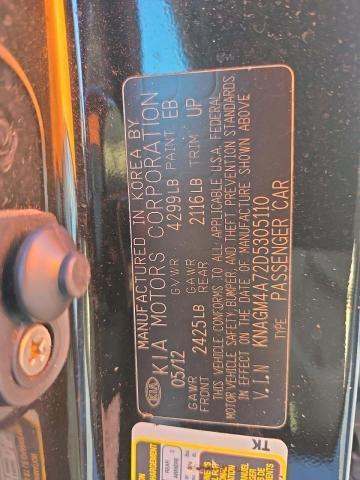 MANUFACTURED IN KOREA BY
KIA KIA MOTORS CORPORATION
05/12 GVWR 4299LB PAINT EB
GAWR FRONT 2425LB GAWR REAR 2116LB TRIM UP
THIS VEHICLE CONFORMS TO ALL APPLICABLE U.S.A. FEDERAL
MOTOR VEHICLE SAFETY, BUMPER, AND THEFT PREVENTION STANDARDS
IN EFFECT ON THE DATE OF MANUFACTURE SHOWN ABOVE
V.I.N KNAGM4A72D5305110
TYPE PASSENGER CAR
TK